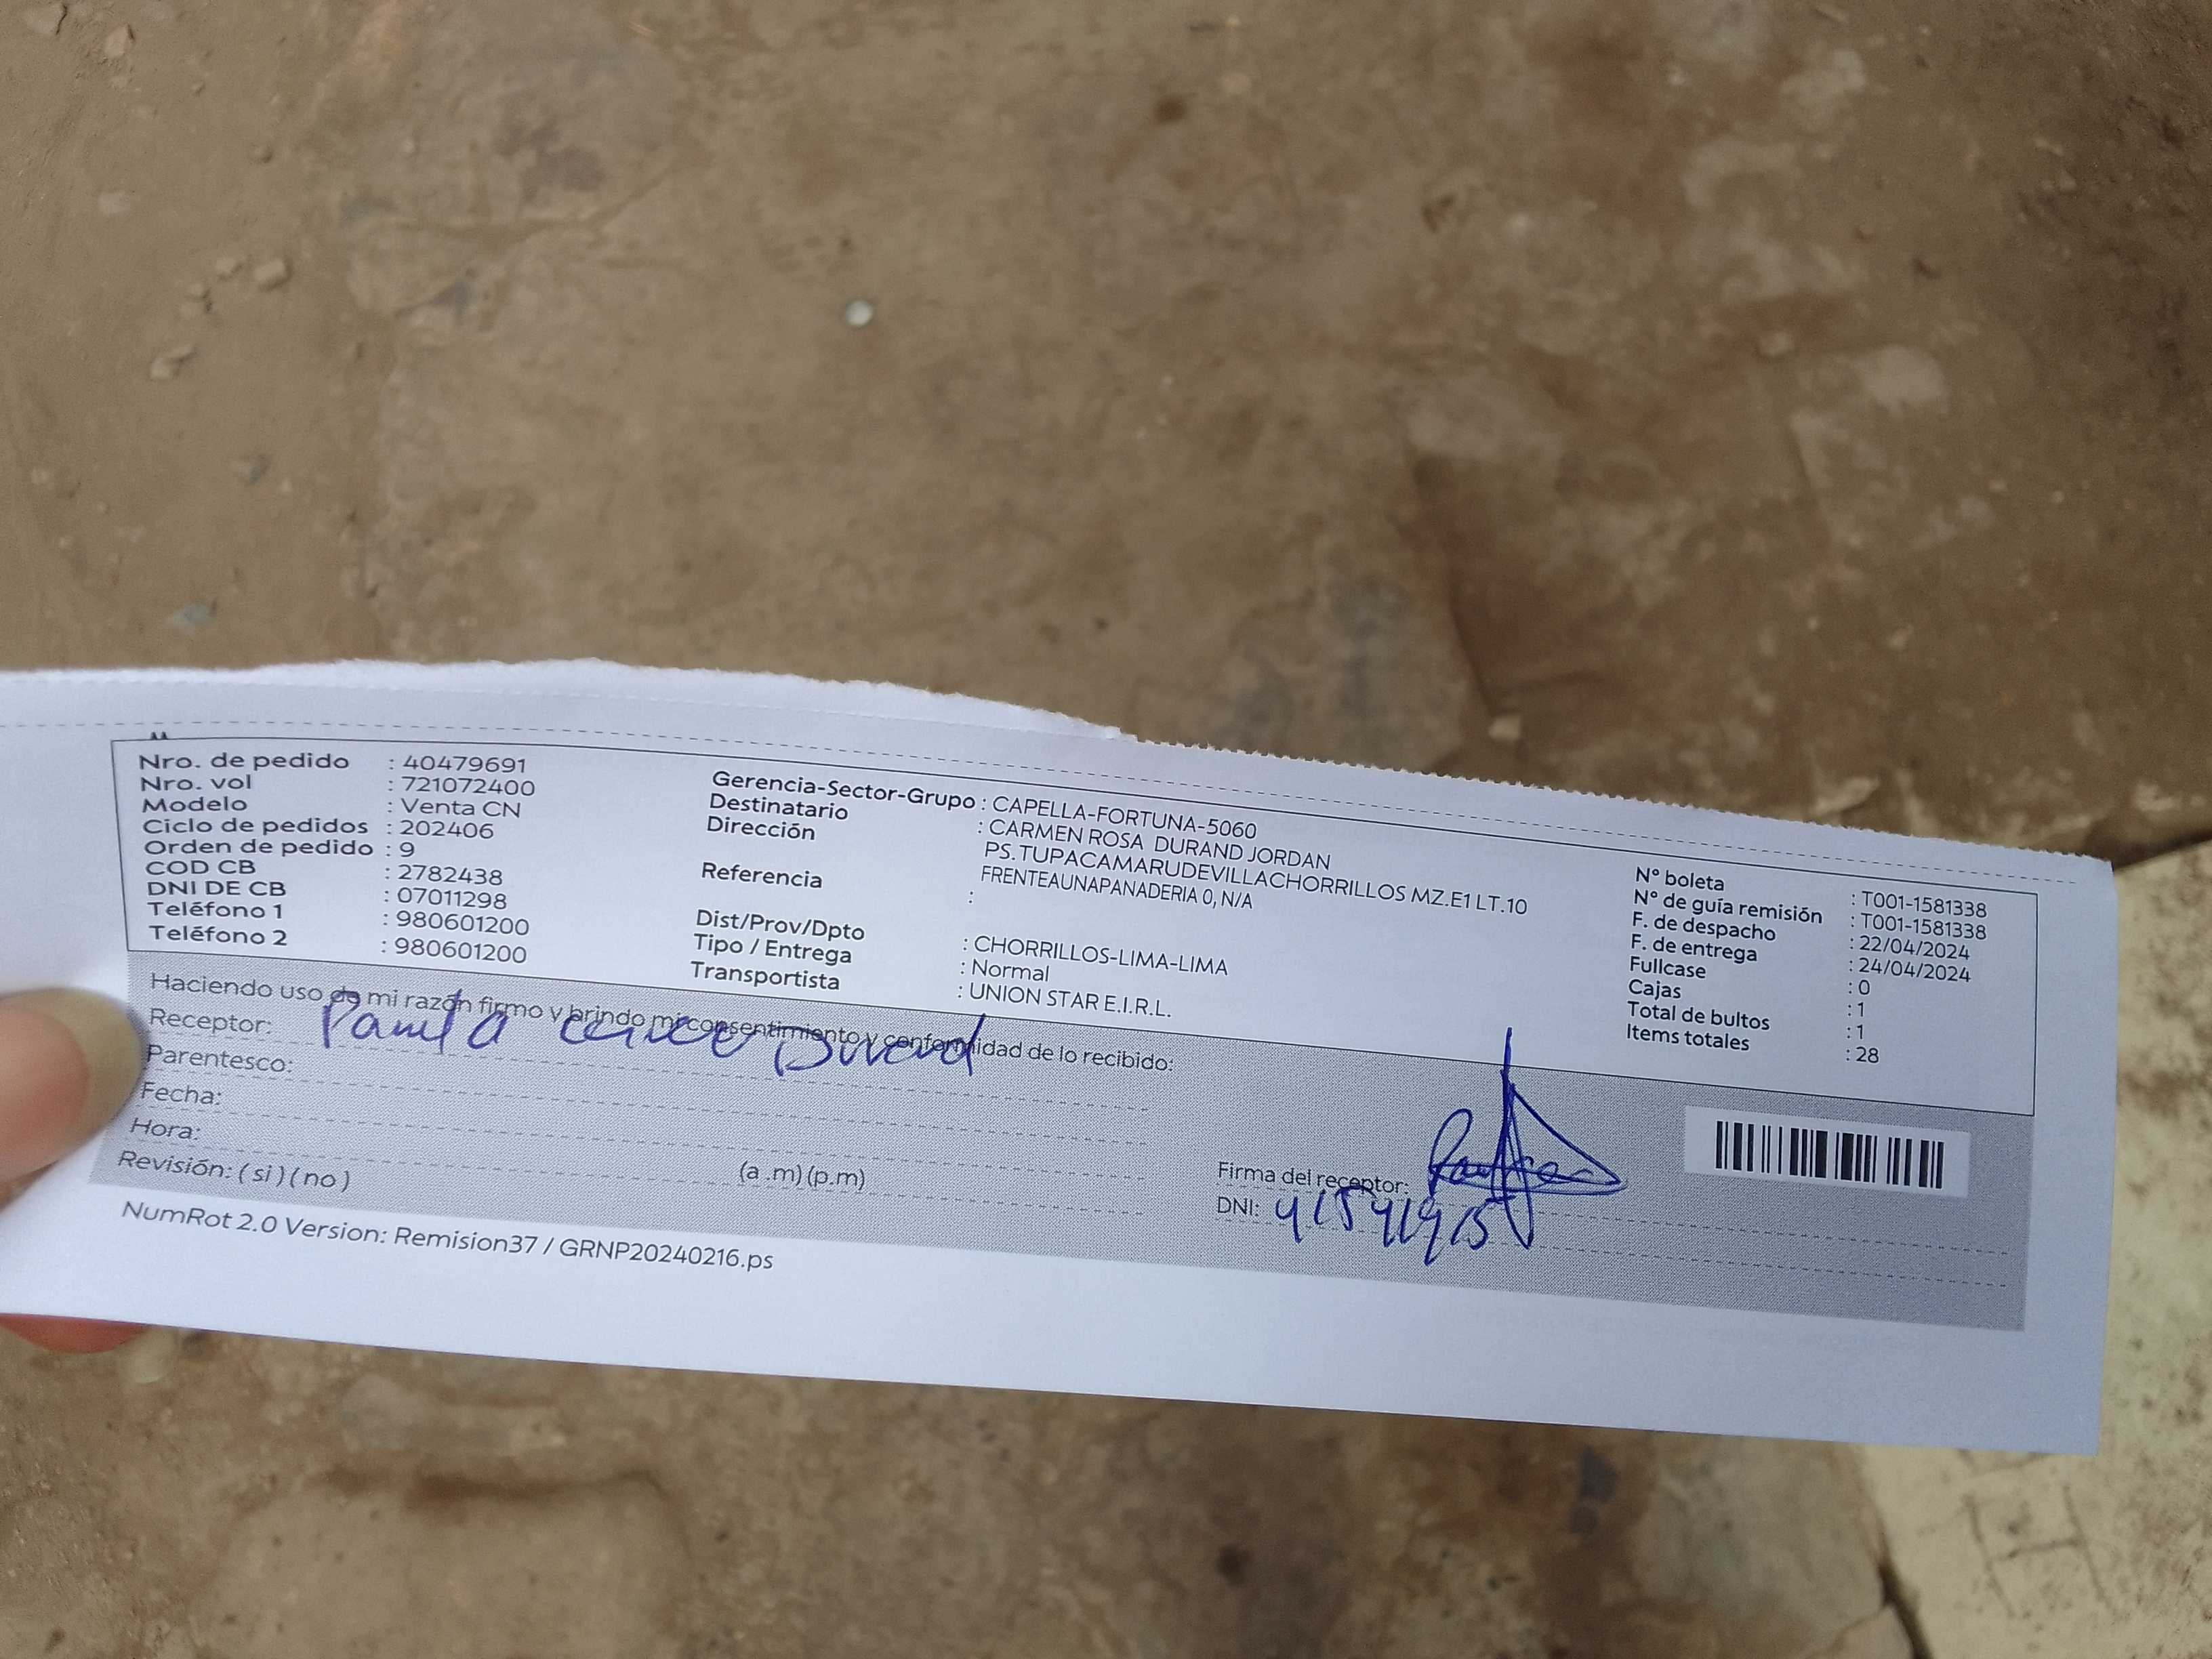 Nro. de pedido : 40479691
Nro. vol : 721072400
Modelo : Venta CN
Ciclo de pedidos : 202406
Orden de pedido : 9
COD CB : 2782438
DNI DE CB : 07011298
Teléfono 1 : 980601200
Teléfono 2 : 980601200
Gerencia-Sector-Grupo : CAPELLA-FORTUNA-5060
Destinatario : CARMEN ROSA DURAND JORDAN
Dirección PS.TUPACAMARUDEVILLACHORRILLOS MZ.E1 LT.10
FRENTEAUNAPANADERIA 0, N/A
Referencia :
Dist/Prov/Dpto : CHORRILLOS-LIMA-LIMA
Tipo / Entrega : Normal
Transportista : UNION STAR E.I.R.L.
N° boleta : T001-1581338
N° de guía remisión : T001-1581338
F. de despacho : 22/04/2024
F. de entrega : 24/04/2024
Fullcase : 0
Cajas : 1
Total de bultos : 1
Items totales : 28
Haciendo uso de mi razón firmo y brindo mi consentimiento y conformidad de lo recibido:
Receptor: Pamela Durand
Parentesco:
Fecha:
Hora: (a .m) (p.m)
Revisión: ( si ) ( no )
Firma del receptor:
DNI:
NumRot 2.0 Version: Remision37 / GRNP20240216.ps